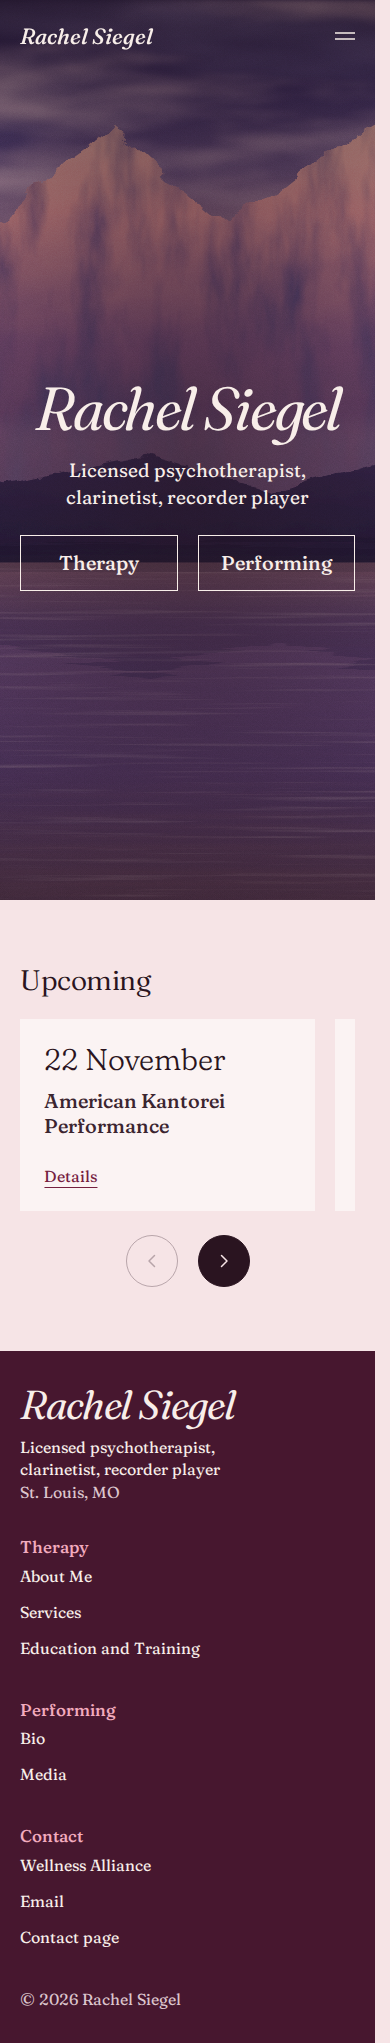 Rachel Siegel
Rachel Siegel
Licensed psychotherapist,
clarinetist, recorder player
Therapy
Performing
Upcoming
22 November
American Kantorei
Performance
Details
Rachel Siegel
Licensed psychotherapist,
clarinetist, recorder player
St. Louis, MO
Therapy
About Me
Services
Education and Training
Performing
Bio
Media
Contact
Wellness Alliance
Email
Contact page
© 2026 Rachel Siegel